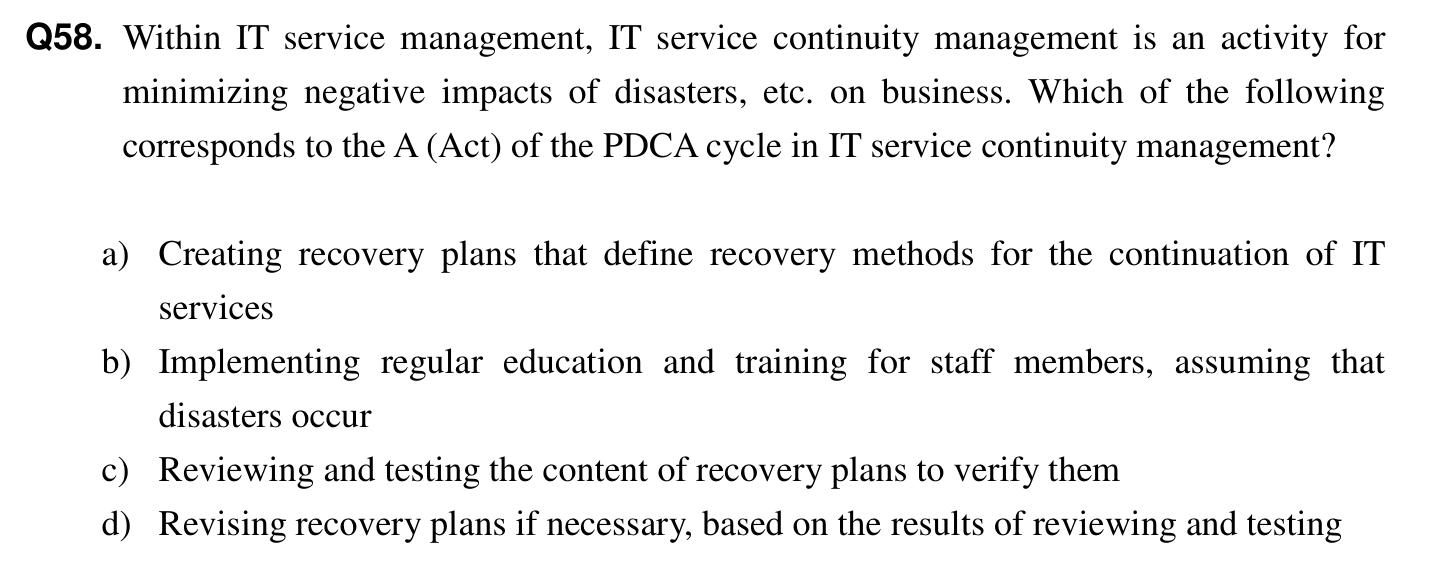 Q58. Within IT service management, IT service continuity management is an activity for
minimizing negative impacts of disasters, etc. on business. Which of the following
corresponds to the A (Act) of the PDCA cycle in IT service continuity management?
a) Creating recovery plans that define recovery methods for the continuation of IT
services
b) Implementing regular education and training for staff members, assuming that
disasters occur
c) Reviewing and testing the content of recovery plans to verify them
d) Revising recovery plans if necessary, based on the results of reviewing and testing